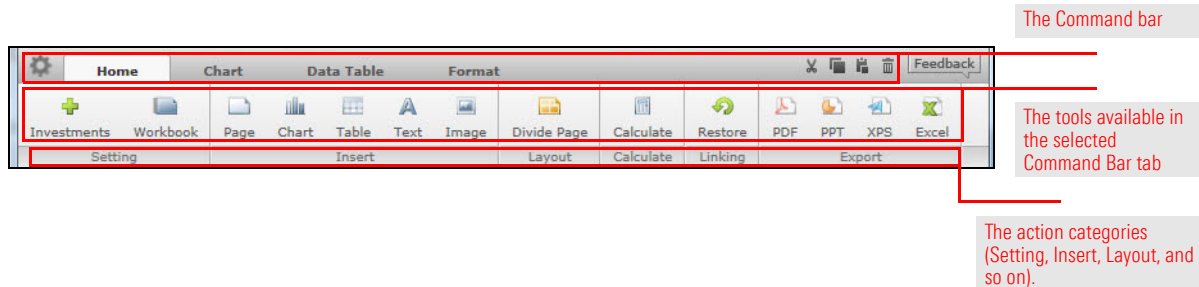 The Command bar
Home Chart Data Table Format Feedback
Investments Workbook Page Chart Table Text Image Divide Page Calculate Restore PDF PPT XPS Excel
Setting Insert Layout Calculate Linking Export
The tools available in
the selected
Command Bar tab
The action categories
(Setting, Insert, Layout, and
so on).